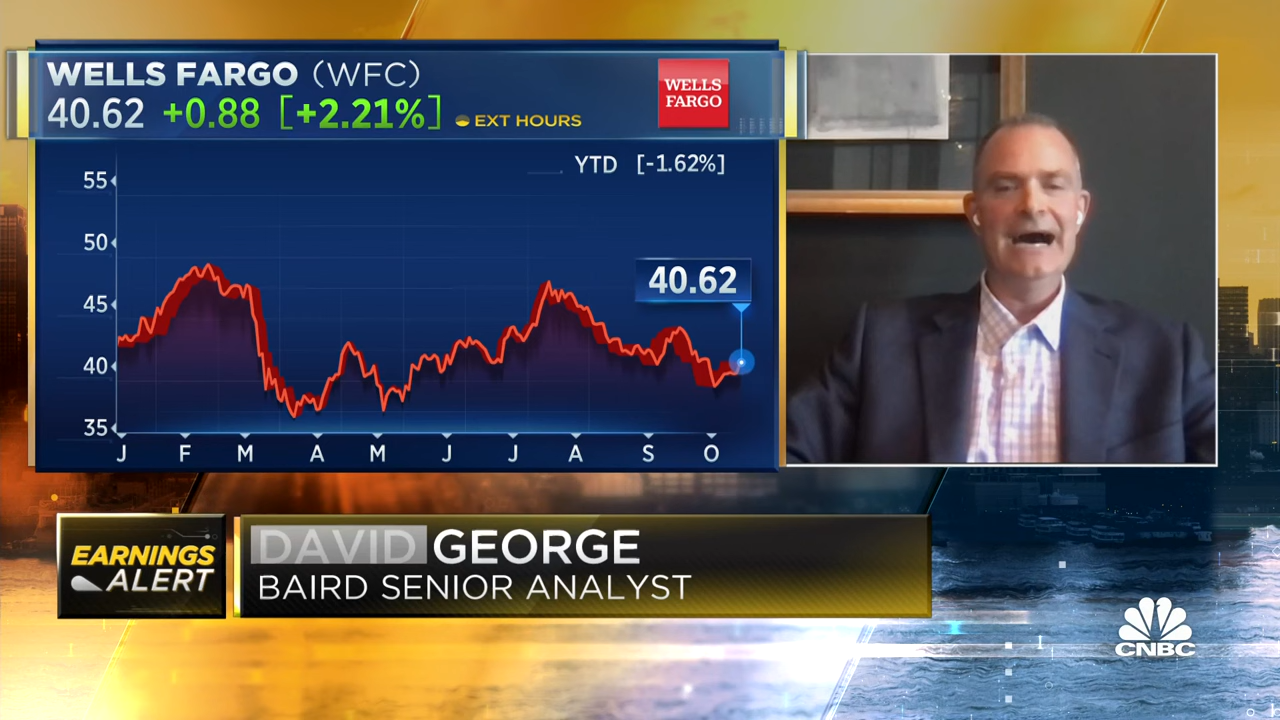 WELLS FARGO (WFC)
40.62 +0.88 [+2.21%] EXT HOURS
WELLS
FARGO
YTD [-1.62%]
55
50
45
40
35
40.62
J F M A M J J A S O
EARNINGS
ALERT
DAVID GEORGE
BAIRD SENIOR ANALYST
CNBC